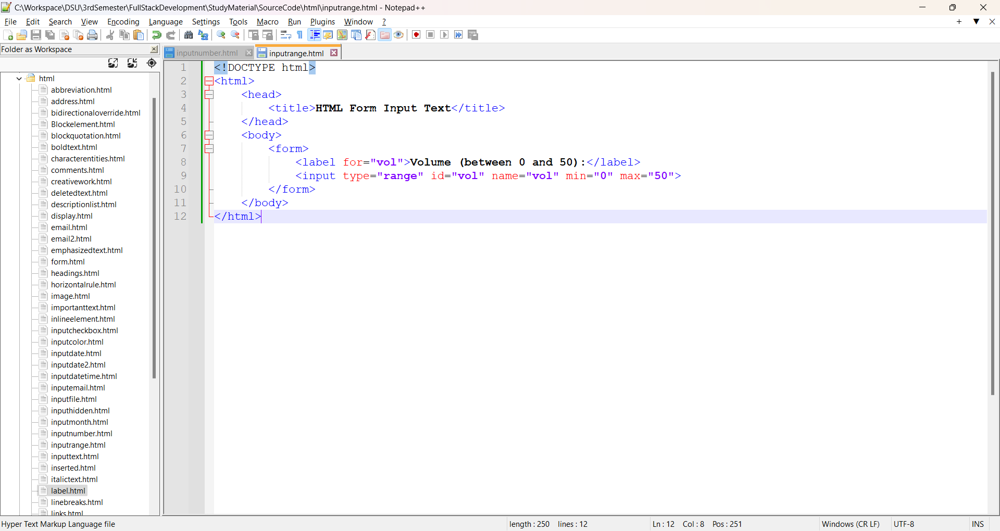 C:\Workspace\DSU\3rdSemester\FullStackDevelopment\StudyMaterial\SourceCode\html\inputrange.html - Notepad++
File Edit Search View Encoding Language Settings Tools Macro Run Plugins Window ?
Folder as Workspace
inputnumber.html inputrange.html
html
abbreviation.html
address.html
bidirectionaloverride.html
Blockelement.html
blockquotation.html
boldtext.html
characterentities.html
comments.html
creativework.html
deletedtext.html
descriptionlist.html
display.html
email.html
email2.html
emphasizedtext.html
form.html
headings.html
horizontalrule.html
image.html
importanttext.html
inlineelement.html
inputcheckbox.html
inputcolor.html
inputdate.html
inputdate2.html
inputdatetime.html
inputemail.html
inputfile.html
inputhidden.html
inputmonth.html
inputnumber.html
inputrange.html
inputtext.html
inserted.html
italictext.html
label.html
linebreaks.html
links.html
1 <!DOCTYPE html>
2 <html>
3 <head>
4 <title>HTML Form Input Text</title>
5 </head>
6 <body>
7 <form>
8 <label for="vol">Volume (between 0 and 50):</label>
9 <input type="range" id="vol" name="vol" min="0" max="50">
10 </form>
11 </body>
12 </html>
Hyper Text Markup Language file length : 250 lines : 12 Ln : 12 Col : 8 Pos : 251 Windows (CR LF) UTF-8 INS